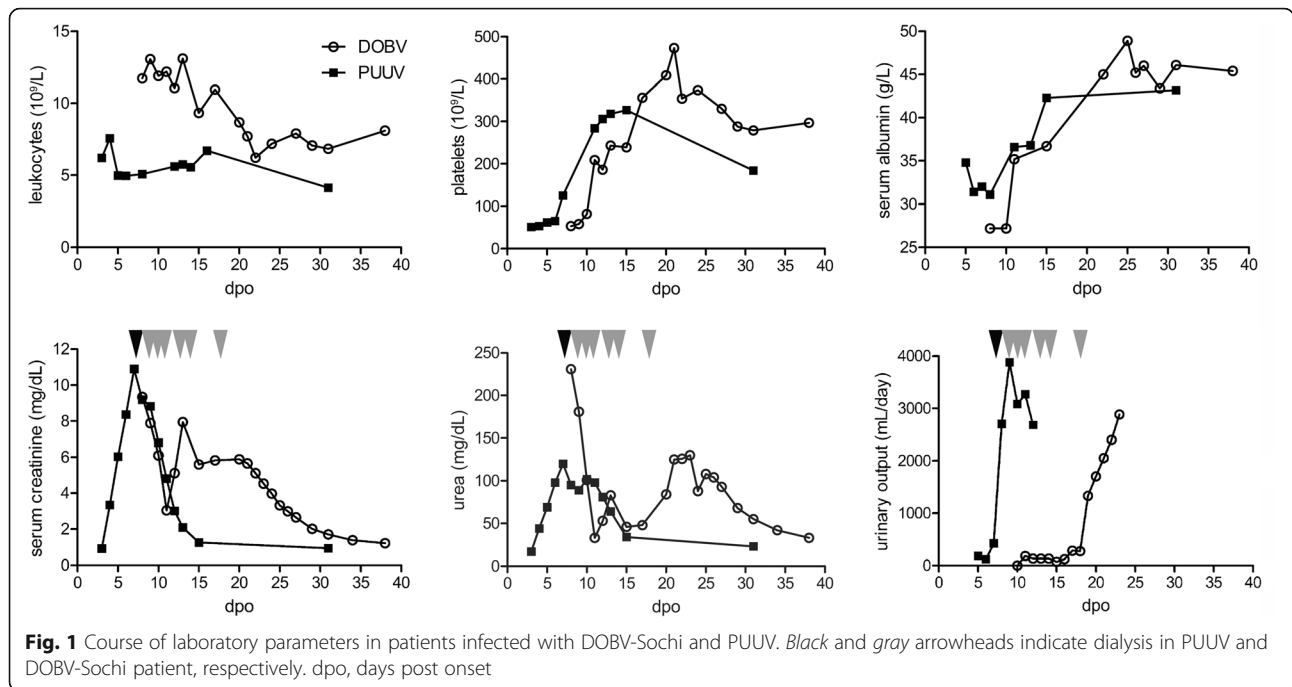 leukocytes (10⁹/L)
15
10
5
0
0 5 10 15 20 25 30 35 40
dpo
DOBV
PUUV
platelets (10⁹/L)
500
400
300
200
100
0
0 5 10 15 20 25 30 35 40
dpo
serum albumin (g/L)
50
45
40
35
30
25
0 5 10 15 20 25 30 35 40
dpo
serum creatinine (mg/dL)
12
10
8
6
4
2
0
0 5 10 15 20 25 30 35 40
dpo
urea (mg/dL)
250
200
150
100
50
0
0 5 10 15 20 25 30 35 40
dpo
urinary output (mL/day)
4000
3000
2000
1000
0
0 5 10 15 20 25 30 35 40
dpo
Fig. 1 Course of laboratory parameters in patients infected with DOBV-Sochi and PUUV. Black and gray arrowheads indicate dialysis in PUUV and
DOBV-Sochi patient, respectively. dpo, days post onset